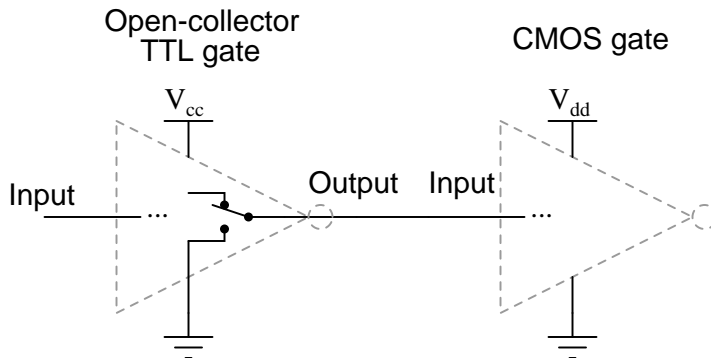 Open-collector
TTL gate
CMOS gate
Vcc
Vdd
Input
...
Output
Input
...